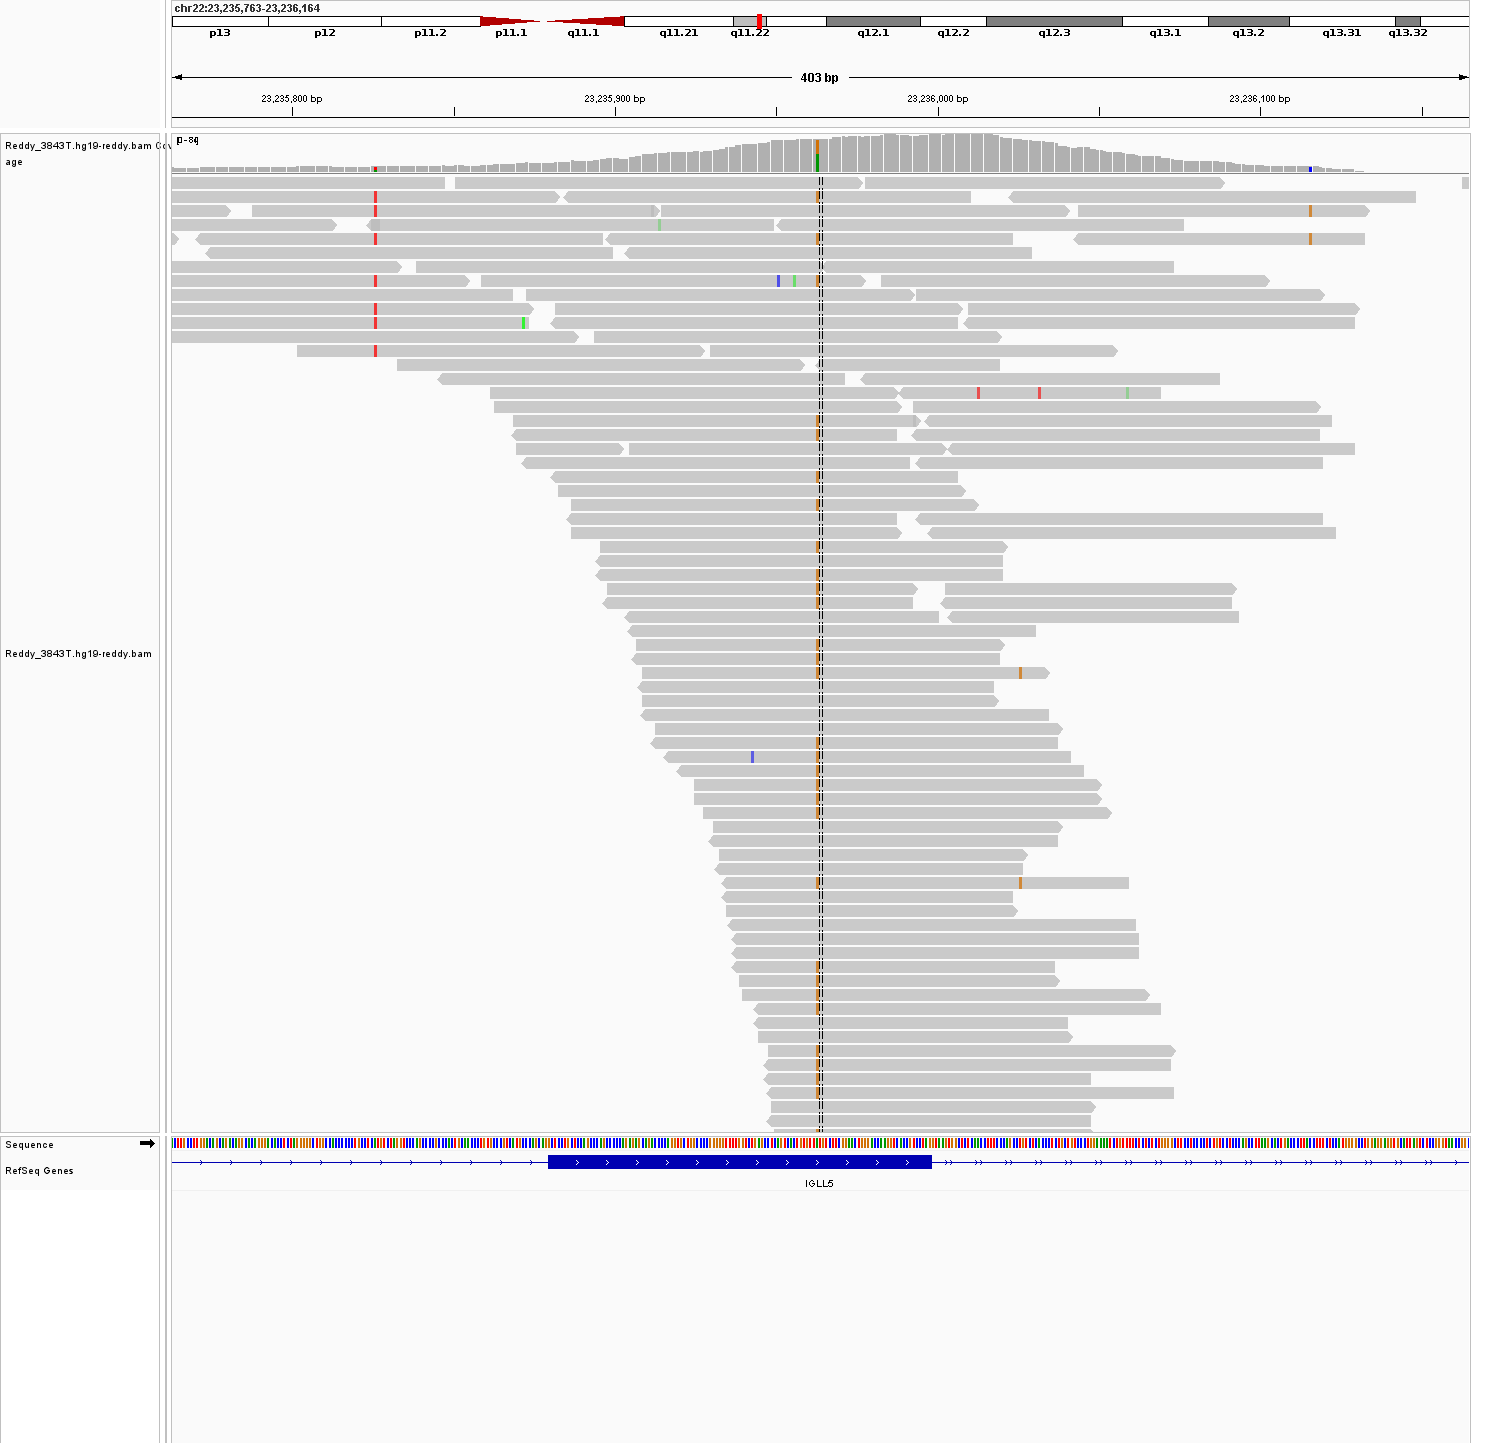 chr22:23,235,763-23,236,164
p13 p12 p11.2 p11.1 q11.1 q11.21 q11.22 q12.1 q12.2 q12.3 q13.1 q13.2 q13.31 q13.32
403 bp
23,235,800 bp 23,235,900 bp 23,236,000 bp 23,236,100 bp
Reddy_3843T.hg19-reddy.bam
age
Reddy_3843T.hg19-reddy.bam
Sequence
RefSeq Genes
IGLL5